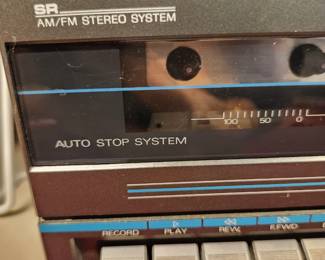 SR
AM/FM STEREO SYSTEM
100 50 0
AUTO STOP SYSTEM
RECORD PLAY REW. F.FWD